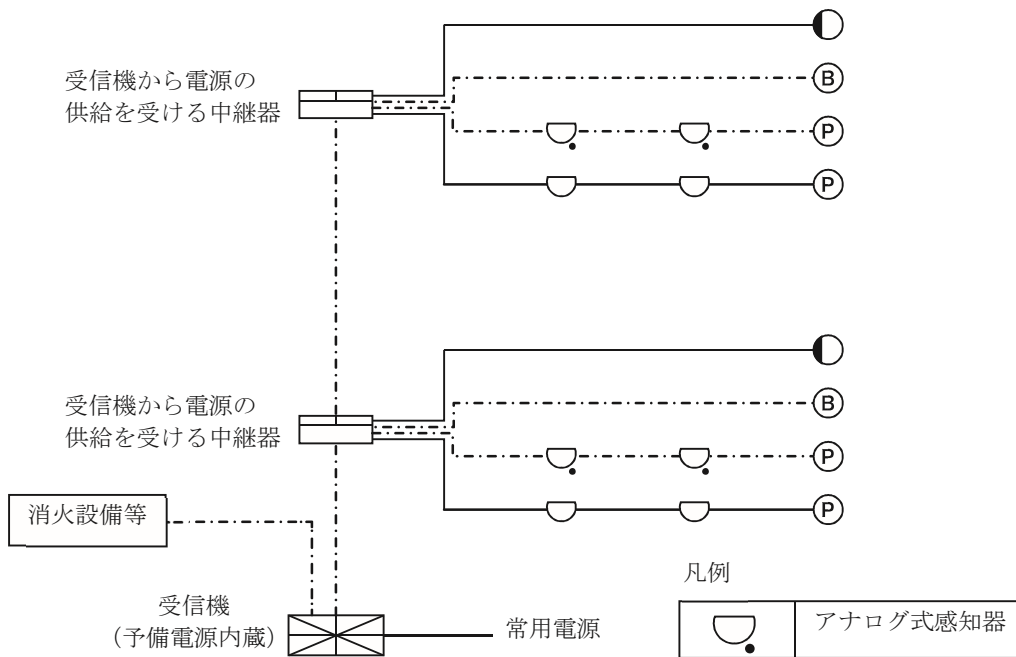 受信機から電源の
供給を受ける中継器
B
P
P
受信機から電源の
供給を受ける中継器
B
P
P
消火設備等
受信機
(予備電源内蔵)
常用電源
凡例
アナログ式感知器